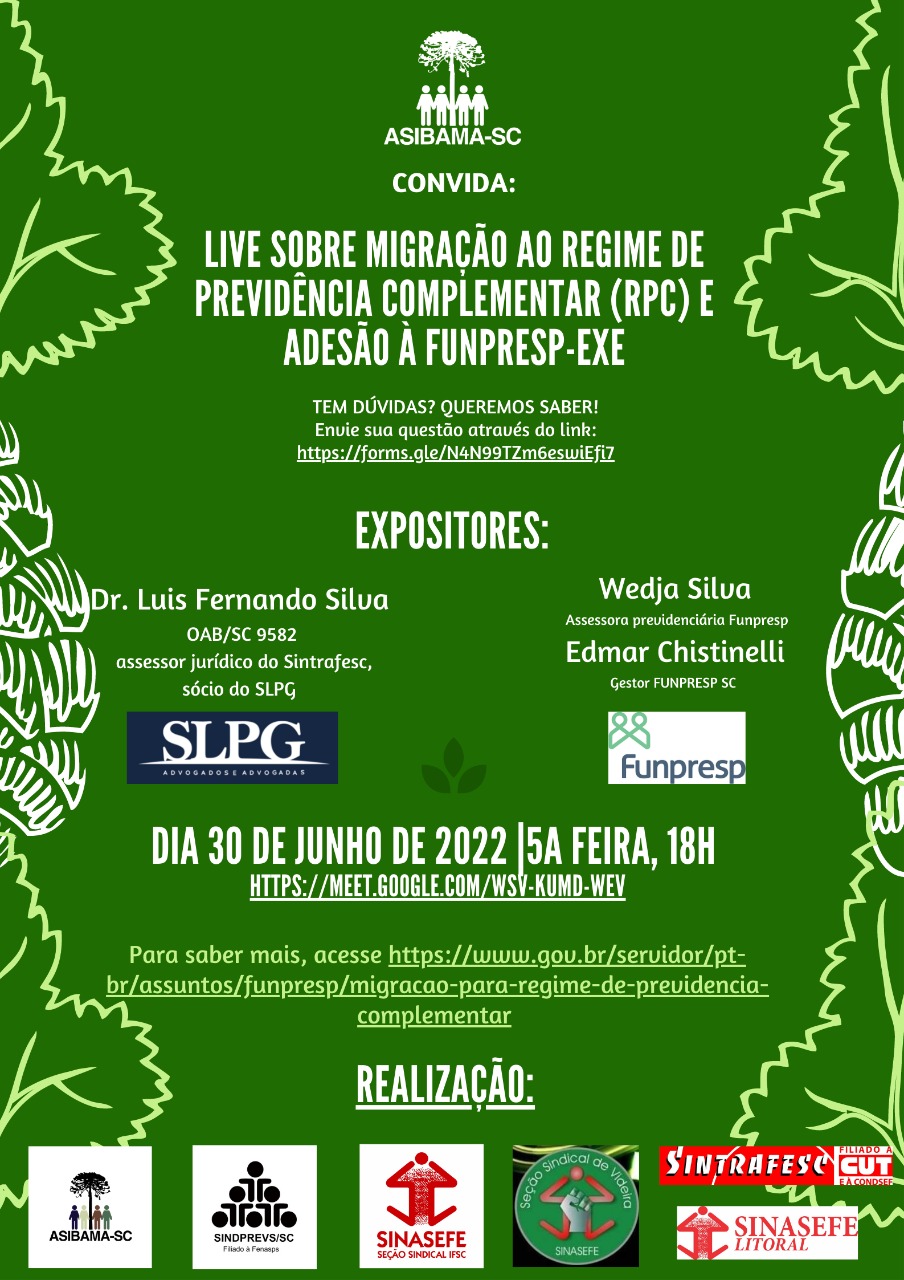 ASIBAMA-SC
CONVIDA:
LIVE SOBRE MIGRAÇÃO AO REGIME DE
PREVIDÊNCIA COMPLEMENTAR (RPC) E
ADESÃO À FUNPRESP-EXE
TEM DÚVIDAS? QUEREMOS SABER!
Envie sua questão através do link:
https://forms.gle/N4N99TZm6eswiEfi7
EXPOSITORES:
Dr. Luis Fernando Silva
OAB/SC 9582
assessor jurídico do Sintrafesc,
sócio do SLPG
SLPG
ADVOGADOS E ADVOGADAS
Wedja Silva
Assessora previdenciária Funpresp
Edmar Chistinelli
Gestor FUNPRESP SC
Funpresp
DIA 30 DE JUNHO DE 2022 |5A FEIRA, 18H
HTTPS://MEET.GOOGLE.COM/WSV-KUMD-WEV
Para saber mais, acesse https://www.gov.br/servidor/pt-
br/assuntos/funpresp/migracao-para-regime-de-previdencia-
complementar
REALIZAÇÃO:
ASIBAMA-SC
SINDPREVS/SC
Filiado à Fenasps
SINASEFE
SEÇÃO SINDICAL IFSC
Seção Sindical de Videira
SINASEFE
SINTRAFESC
FILIADO A
CUT
E À CONDSEF
SINASEFE
LITORAL